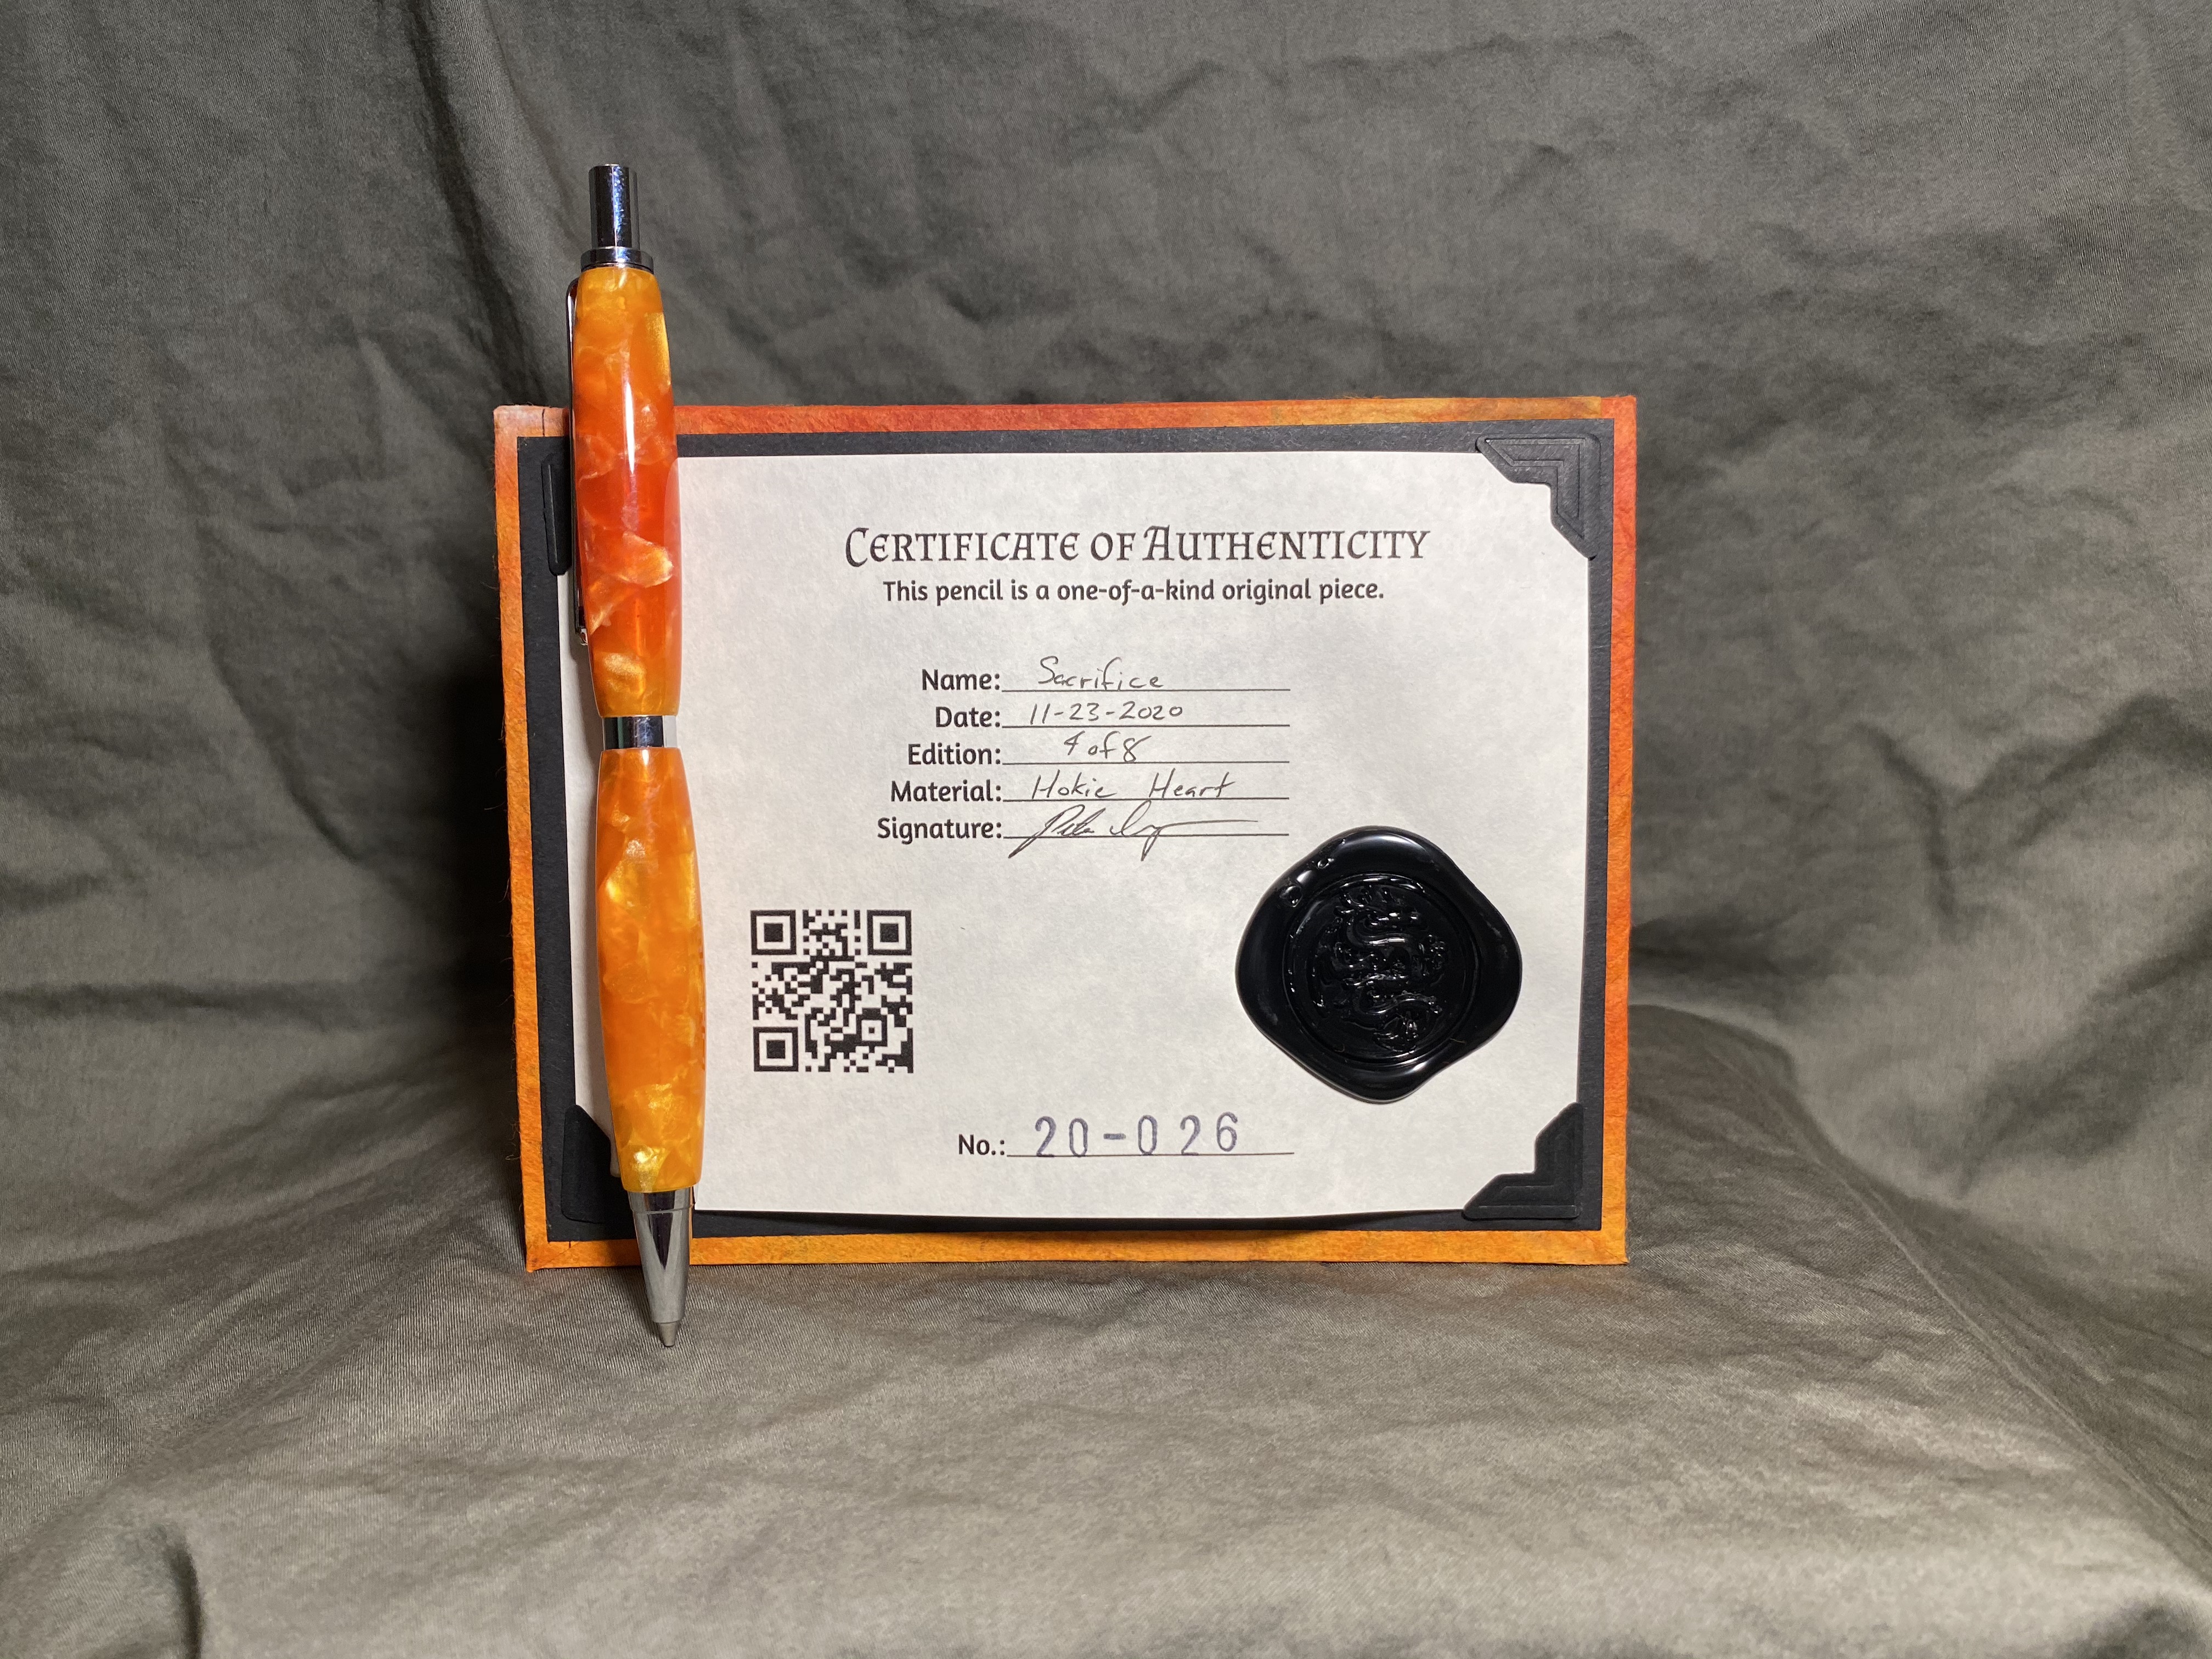 CERTIFICATE OF AUTHENTICITY
This pencil is a one-of-a-kind original piece.
Name: Sacrifice
Date: 11-23-2020
Edition: 4 of 8
Material: Hokie Heart
Signature:
No.: 20-026